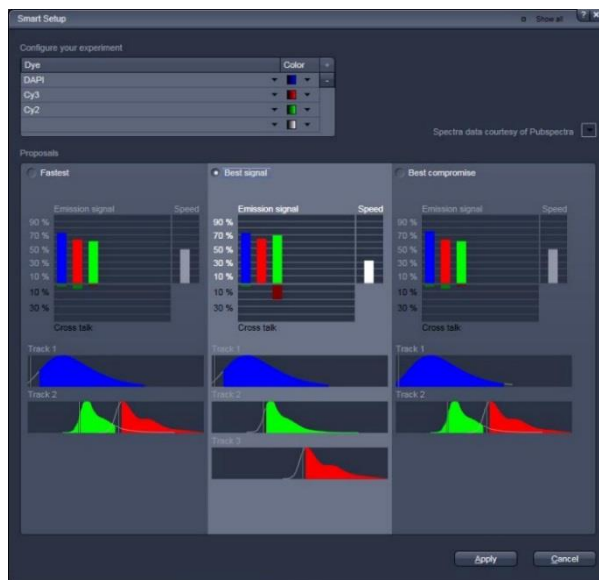 Smart Setup
Show all
? x
Configure your experiment
Dye Color +
DAPI -
Cy3
Cy2
Spectra data courtesy of Pubspectra
Proposals
Fastest
Emission signal Speed
90 %
70 %
50 %
30 %
10 %
10 %
30 %
Cross talk
Track 1
Track 2
Best signal
Emission signal Speed
90 %
70 %
50 %
30 %
10 %
10 %
30 %
Cross talk
Track 1
Track 2
Track 3
Best compromise
Emission signal Speed
90 %
70 %
50 %
30 %
10 %
10 %
30 %
Cross talk
Track 1
Track 2
Apply Cancel